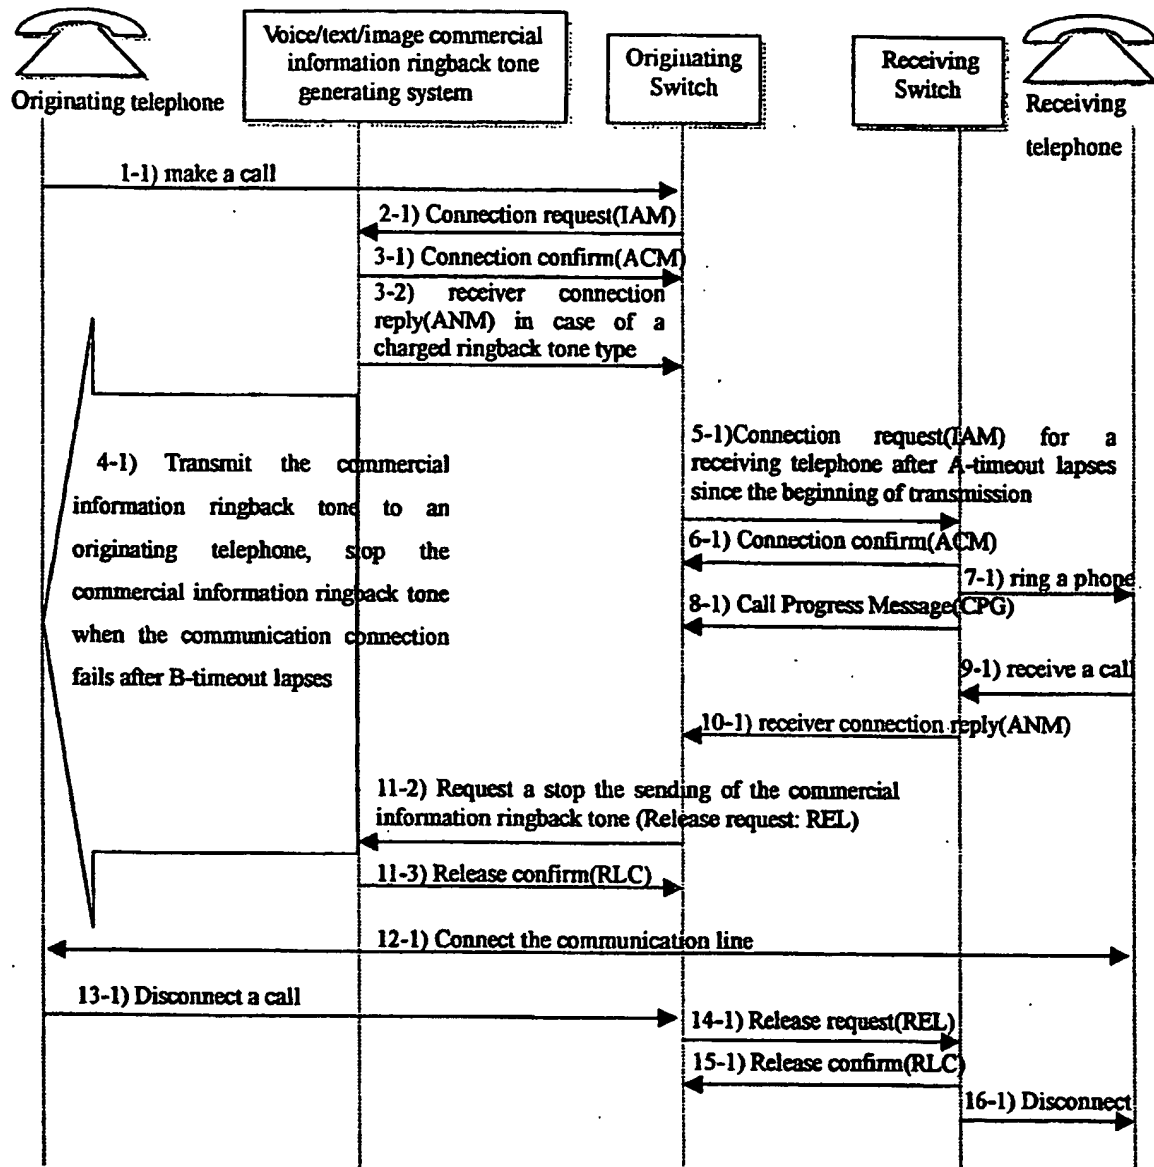 Originating telephone
Voice/text/image commercial
information ringback tone
generating system
Originating
Switch
Receiving
Switch
Receiving
telephone
1-1) make a call
2-1) Connection request(IAM)
3-1) Connection confirm(ACM)
3-2) receiver connection
reply(ANM) in case of a
charged ringback tone type
4-1) Transmit the commercial
information ringback tone to an
originating telephone, stop the
commercial information ringback tone
when the communication connection
fails after B-timeout lapses
5-1)Connection request(IAM) for a
receiving telephone after A-timeout lapses
since the beginning of transmission
6-1) Connection confirm(ACM)
7-1) ring a phone
8-1) Call Progress Message(CPG)
9-1) receive a call
10-1) receiver connection reply(ANM)
11-2) Request a stop the sending of the commercial
information ringback tone (Release request: REL)
11-3) Release confirm(RLC)
12-1) Connect the communication line
13-1) Disconnect a call
14-1) Release request(REL)
15-1) Release confirm(RLC)
16-1) Disconnect